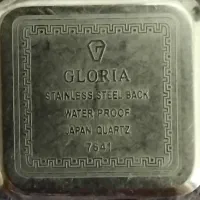 GLORIA
STAINLESS STEEL BACK
WATER PROOF
JAPAN QUARTZ
7641